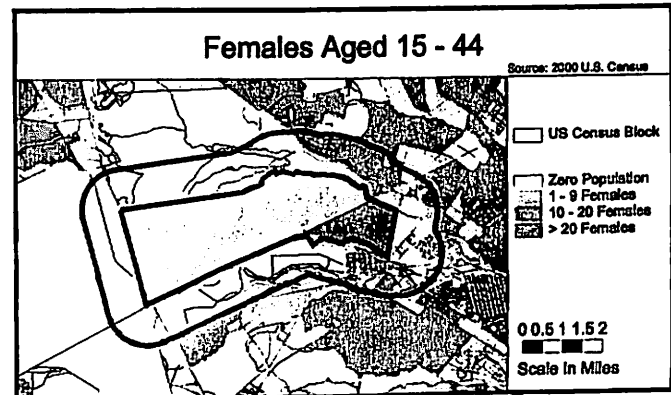 Females Aged 15 - 44
Source: 2000 U.S. Census
US Census Block
Zero Population
1 - 9 Females
10 - 20 Females
> 20 Females
0 0.5 1 1.5 2
Scale In Miles